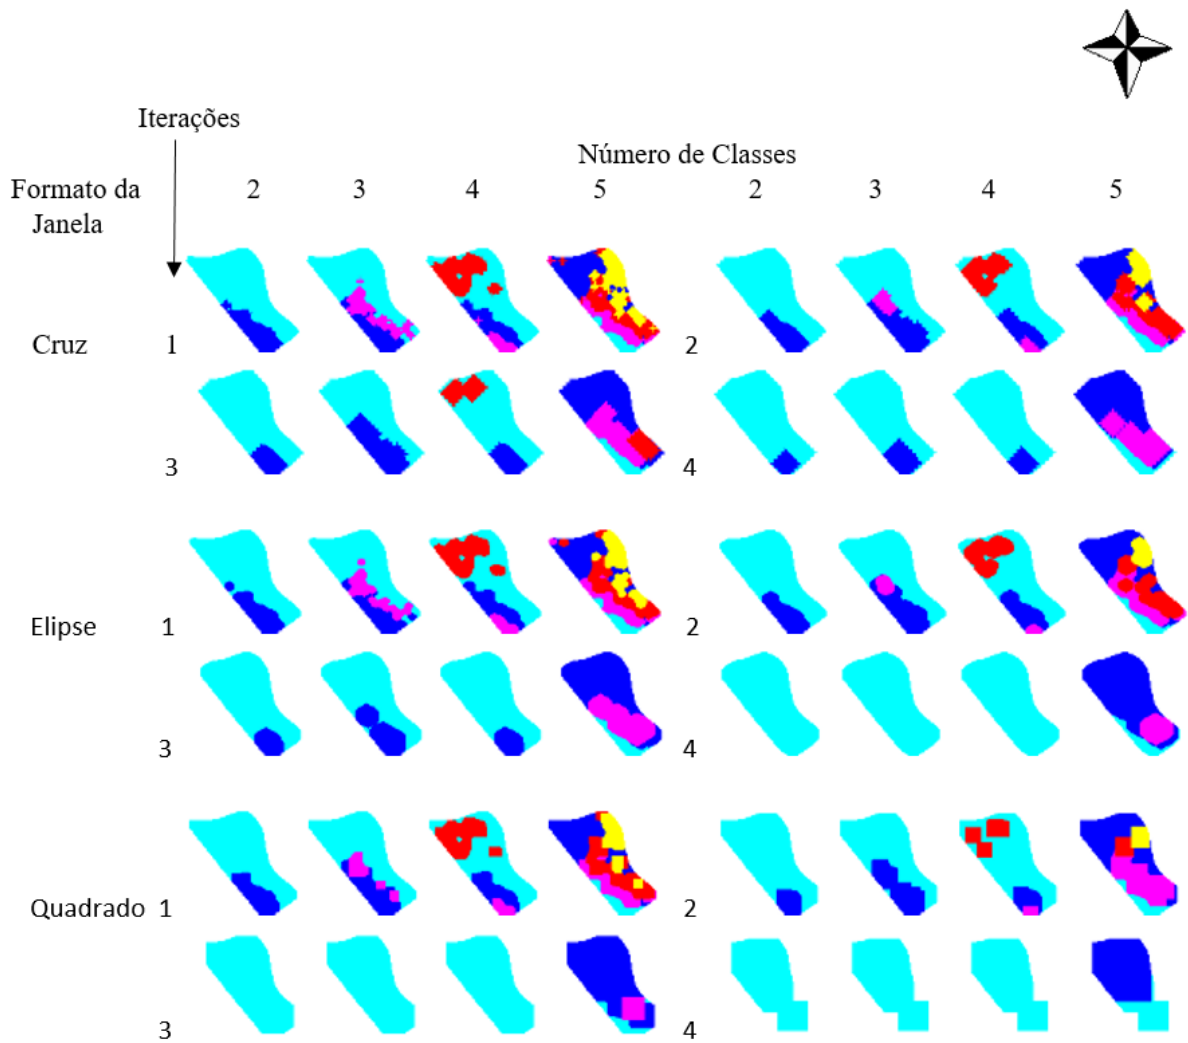 Iterações
Número de Classes
Formato da
Janela
2 3 4 5 2 3 4 5
Cruz 1 2
3 4
Elipse 1 2
3 4
Quadrado 1 2
3 4